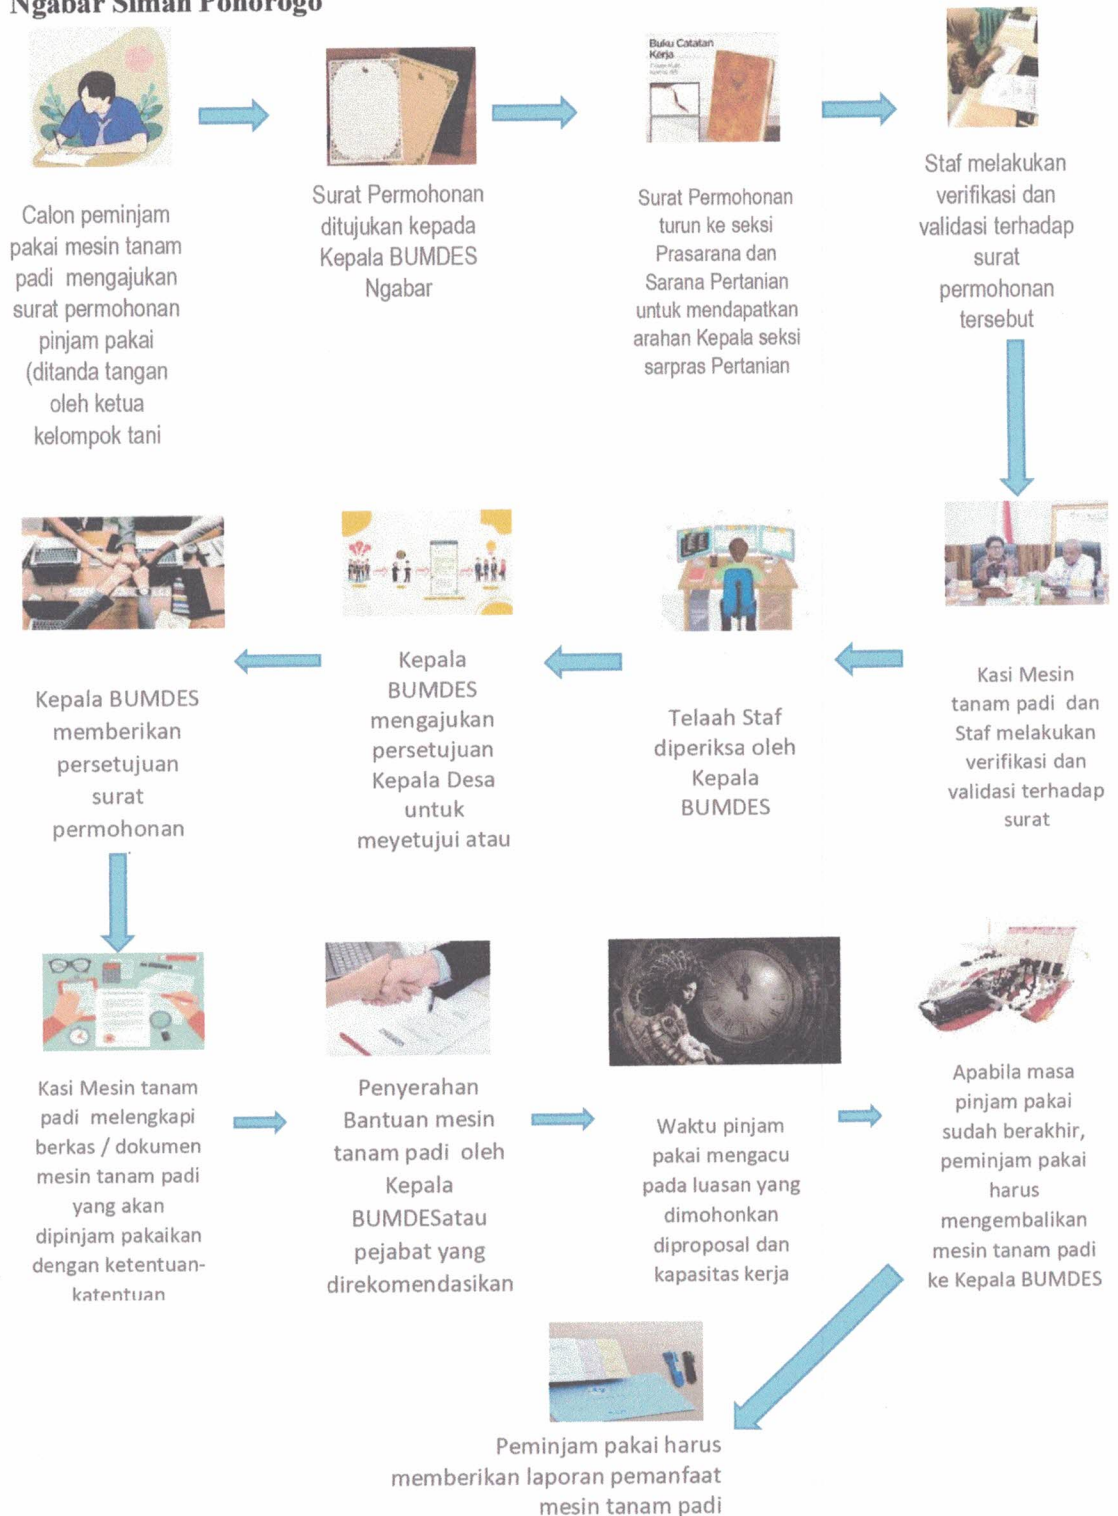 Ngabar Siman Ponorogo
Calon peminjam
pakai mesin tanam
padi mengajukan
surat permohonan
pinjam pakai
(ditanda tangan
oleh ketua
kelompok tani
Surat Permohonan
ditujukan kepada
Kepala BUMDES
Ngabar
Buku Catatan
Kerja
Surat Permohonan
turun ke seksi
Prasarana dan
Sarana Pertanian
untuk mendapatkan
arahan Kepala seksi
sarpras Pertanian
Staf melakukan
verifikasi dan
validasi terhadap
surat
permohonan
tersebut
Kasi Mesin
tanam padi dan
Staf melakukan
verifikasi dan
validasi terhadap
surat
Telaah Staf
diperiksa oleh
Kepala
BUMDES
Kepala
BUMDES
mengajukan
persetujuan
Kepala Desa
untuk
meyetujui atau
Kepala BUMDES
memberikan
persetujuan
surat
permohonan
Kasi Mesin tanam
padi melengkapi
berkas / dokumen
mesin tanam padi
yang akan
dipinjam pakaikan
dengan ketentuan-
katentuan
Penyerahan
Bantuan mesin
tanam padi oleh
Kepala
BUMDESatau
pejabat yang
direkomendasikan
Waktu pinjam
pakai mengacu
pada luasan yang
dimohonkan
diproposal dan
kapasitas kerja
Apabila masa
pinjam pakai
sudah berakhir,
peminjam pakai
harus
mengembalikan
mesin tanam padi
ke Kepala BUMDES
Peminjam pakai harus
memberikan laporan pemanfaat
mesin tanam padi